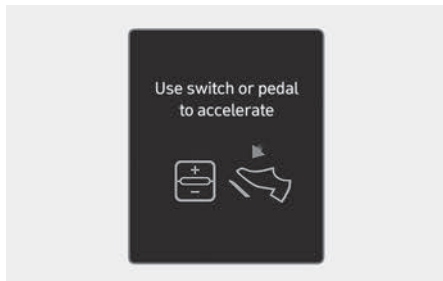 Use switch or pedal
to accelerate
+
−